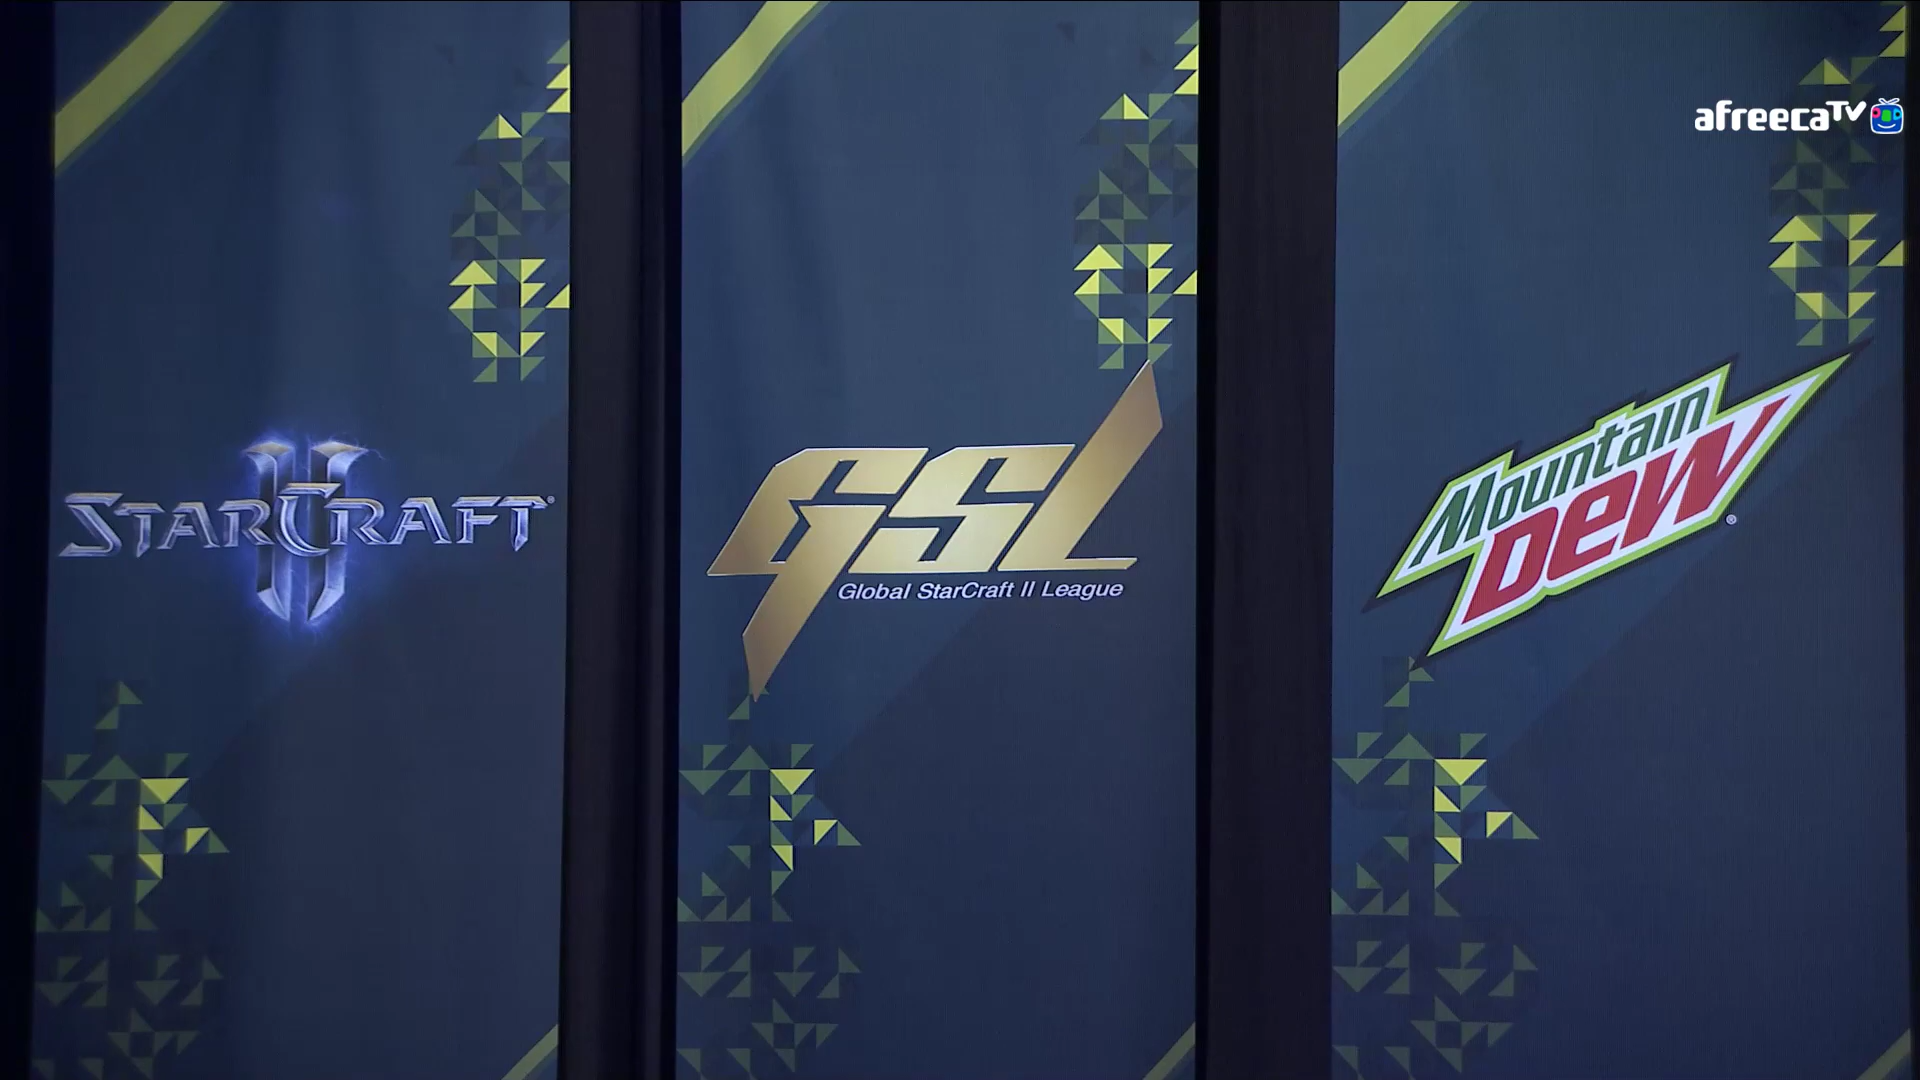 afreecaTV
STARCRAFT®
II
GSL
Global StarCraft II League
Mountain
Dew®